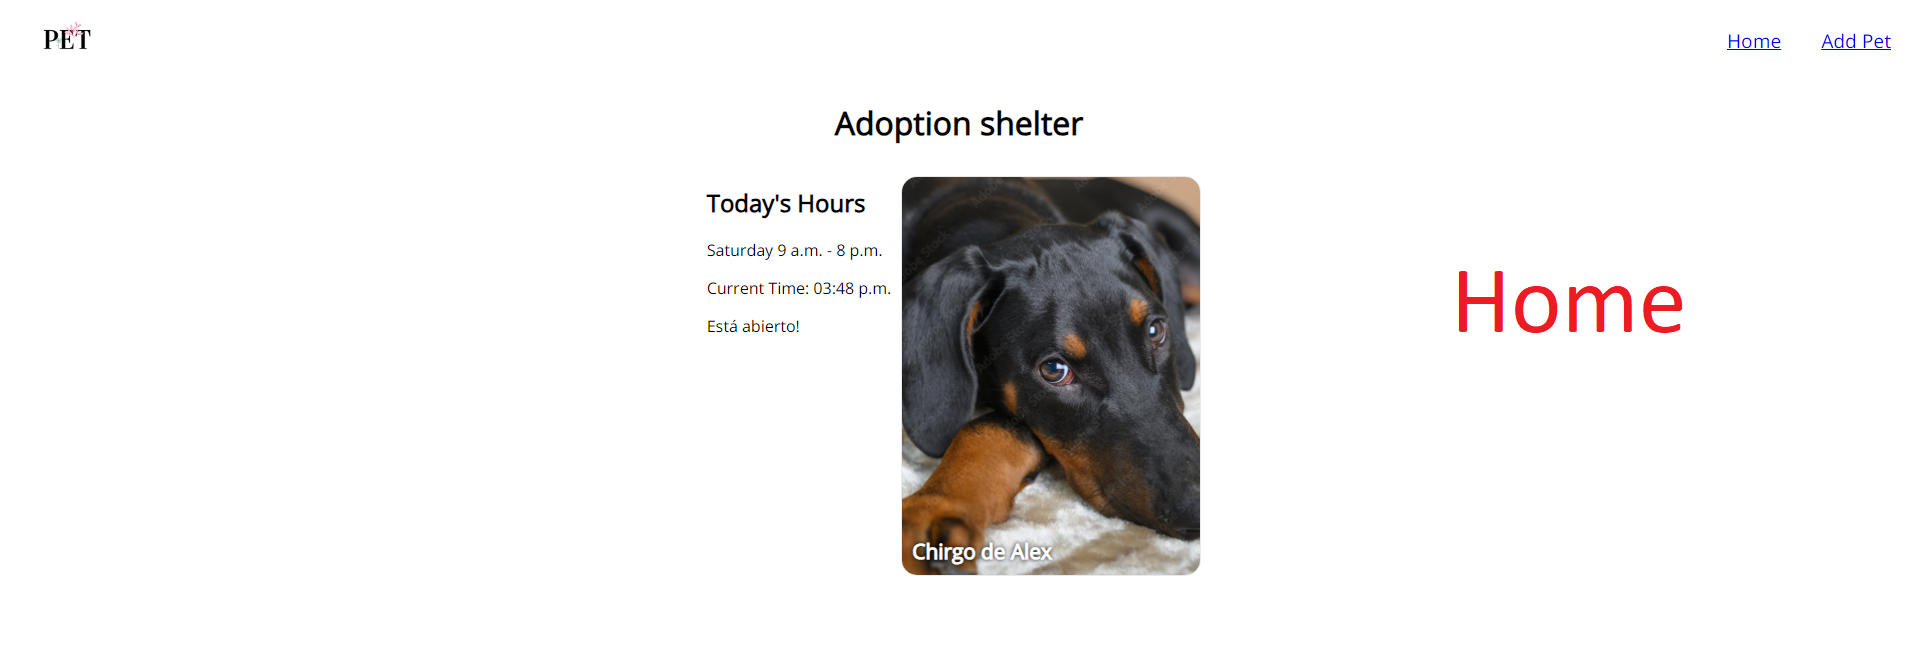 PET
Home
Add Pet
Adoption shelter
Today's Hours
Saturday 9 a.m. - 8 p.m.
Current Time: 03:48 p.m.
Está abierto!
Chirgo de Alex
Home